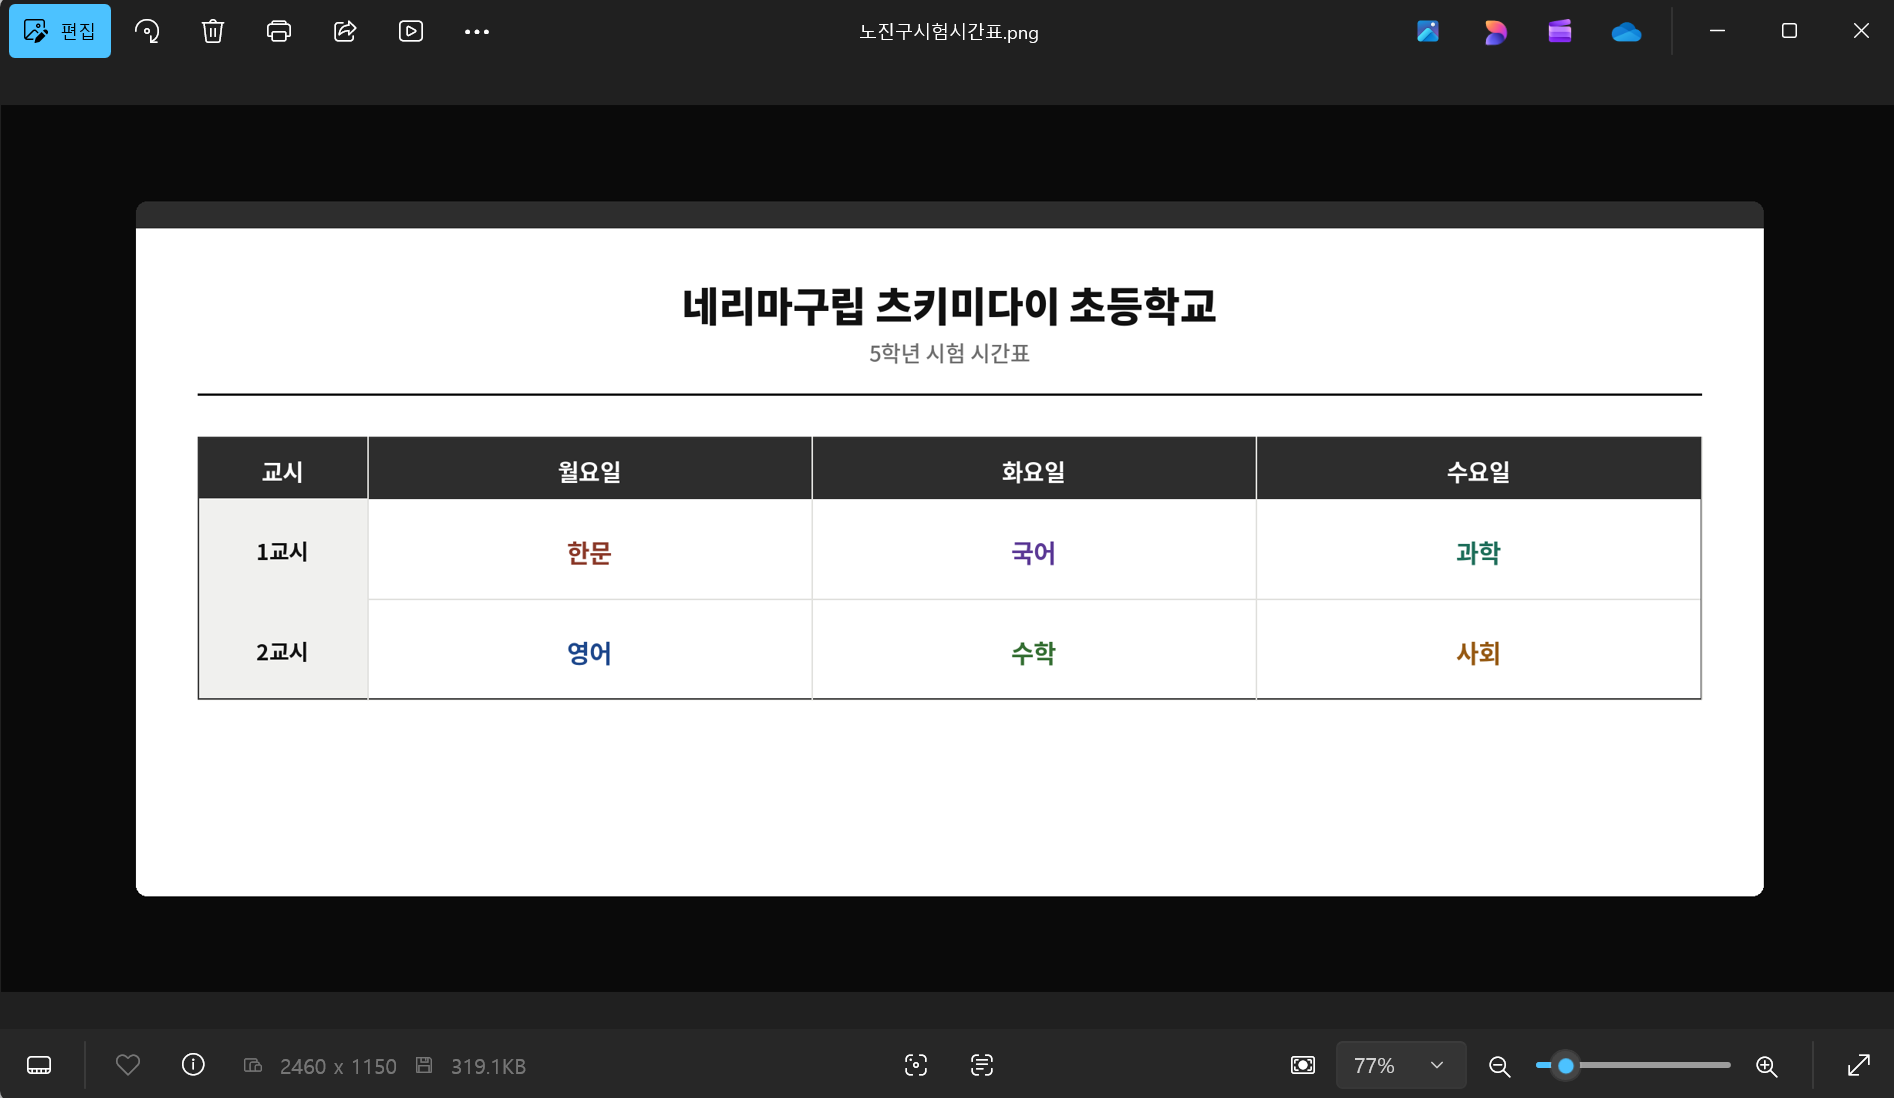 편집
노진구시험시간표.png
네리마구립 츠키미다이 초등학교
5학년 시험 시간표
교시 월요일 화요일 수요일
1교시 한문 국어 과학
2교시 영어 수학 사회
2460 x 1150 319.1KB 77%